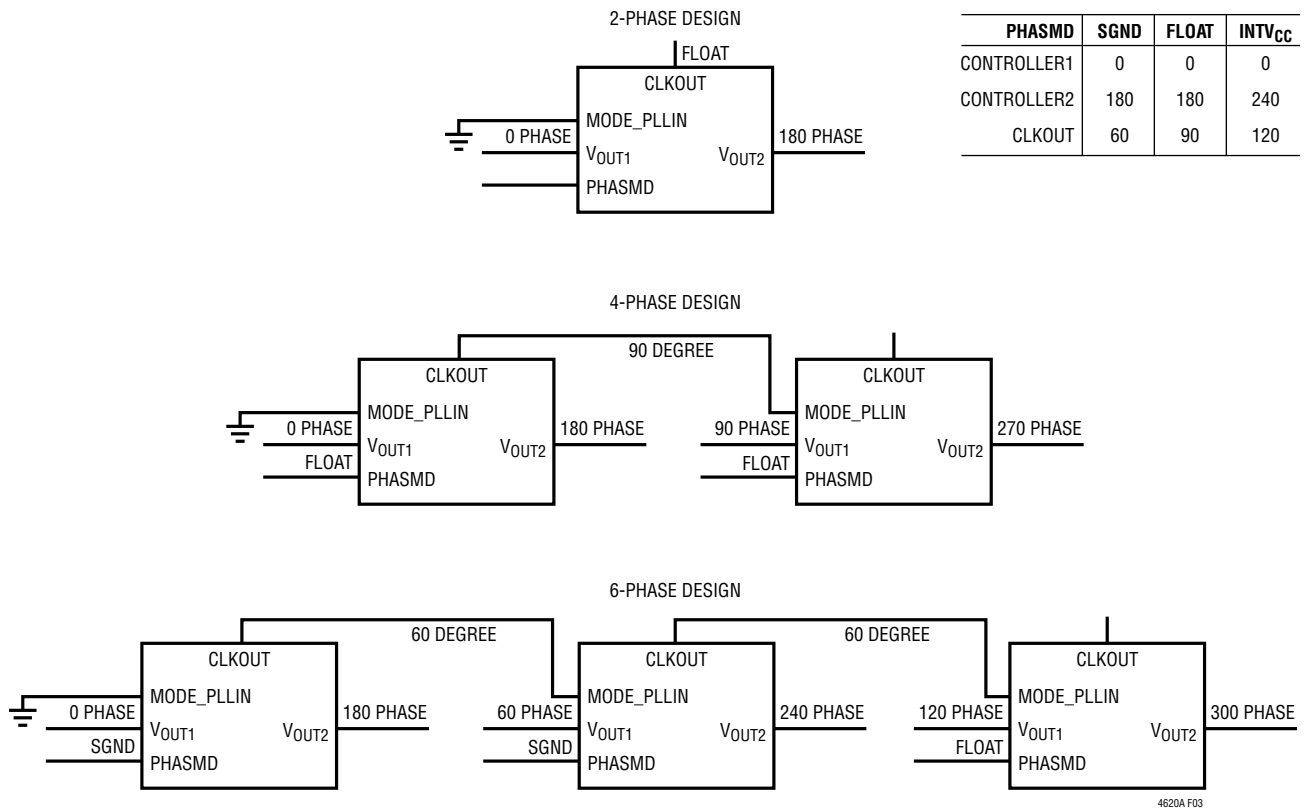 2-PHASE DESIGN
FLOAT
CLKOUT
MODE_PLLIN
0 PHASE
VOUT1
VOUT2
180 PHASE
PHASMD
PHASMD SGND FLOAT INTVCC
CONTROLLER1 0 0 0
CONTROLLER2 180 180 240
CLKOUT 60 90 120
4-PHASE DESIGN
90 DEGREE
CLKOUT
MODE_PLLIN
0 PHASE
VOUT1
VOUT2
180 PHASE
FLOAT
PHASMD
CLKOUT
MODE_PLLIN
90 PHASE
VOUT1
VOUT2
270 PHASE
FLOAT
PHASMD
6-PHASE DESIGN
60 DEGREE
60 DEGREE
CLKOUT
MODE_PLLIN
0 PHASE
VOUT1
VOUT2
180 PHASE
SGND
PHASMD
CLKOUT
MODE_PLLIN
60 PHASE
VOUT1
VOUT2
240 PHASE
SGND
PHASMD
CLKOUT
MODE_PLLIN
120 PHASE
VOUT1
VOUT2
300 PHASE
FLOAT
PHASMD
4620A F03